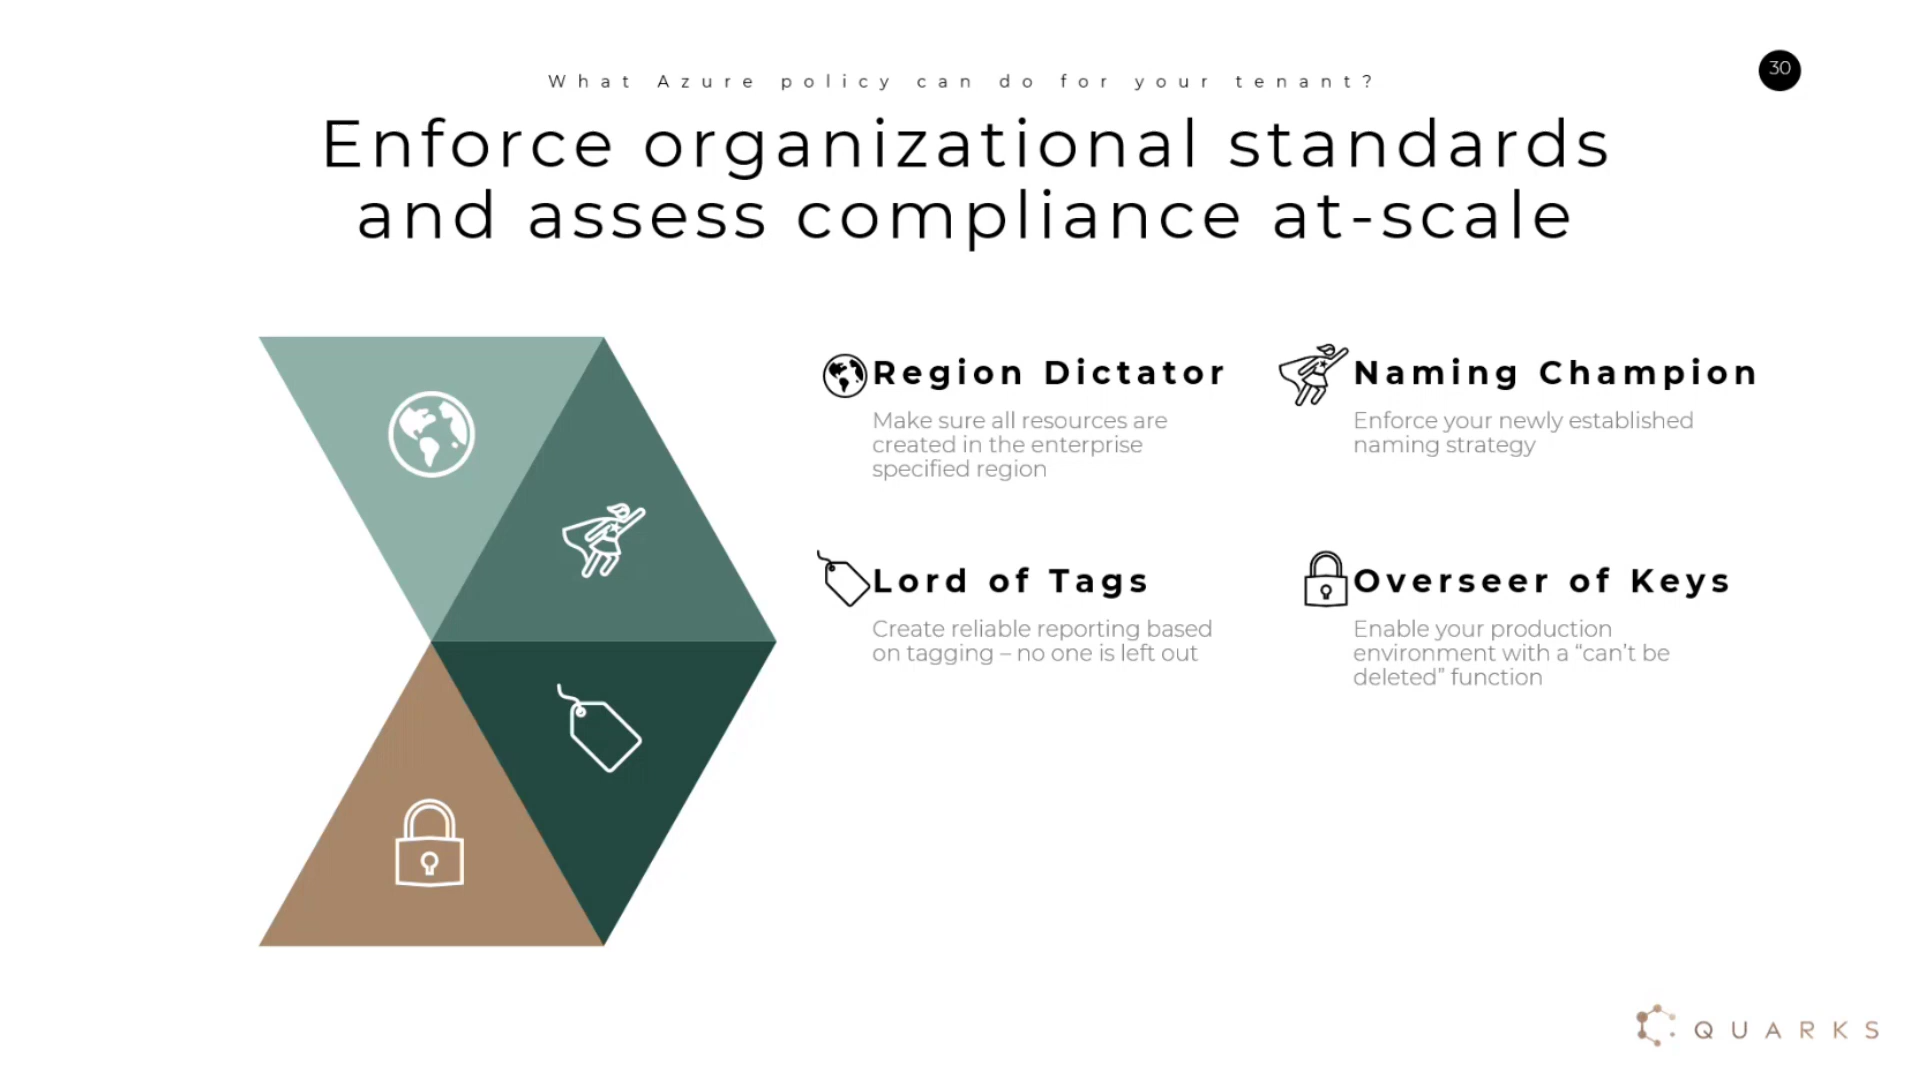 What Azure policy can do for your tenant?
30
Enforce organizational standards
and assess compliance at-scale
Region Dictator
Make sure all resources are
created in the enterprise
specified region
Naming Champion
Enforce your newly established
naming strategy
Lord of Tags
Create reliable reporting based
on tagging – no one is left out
Overseer of Keys
Enable your production
environment with a “can’t be
deleted” function
QUARKS